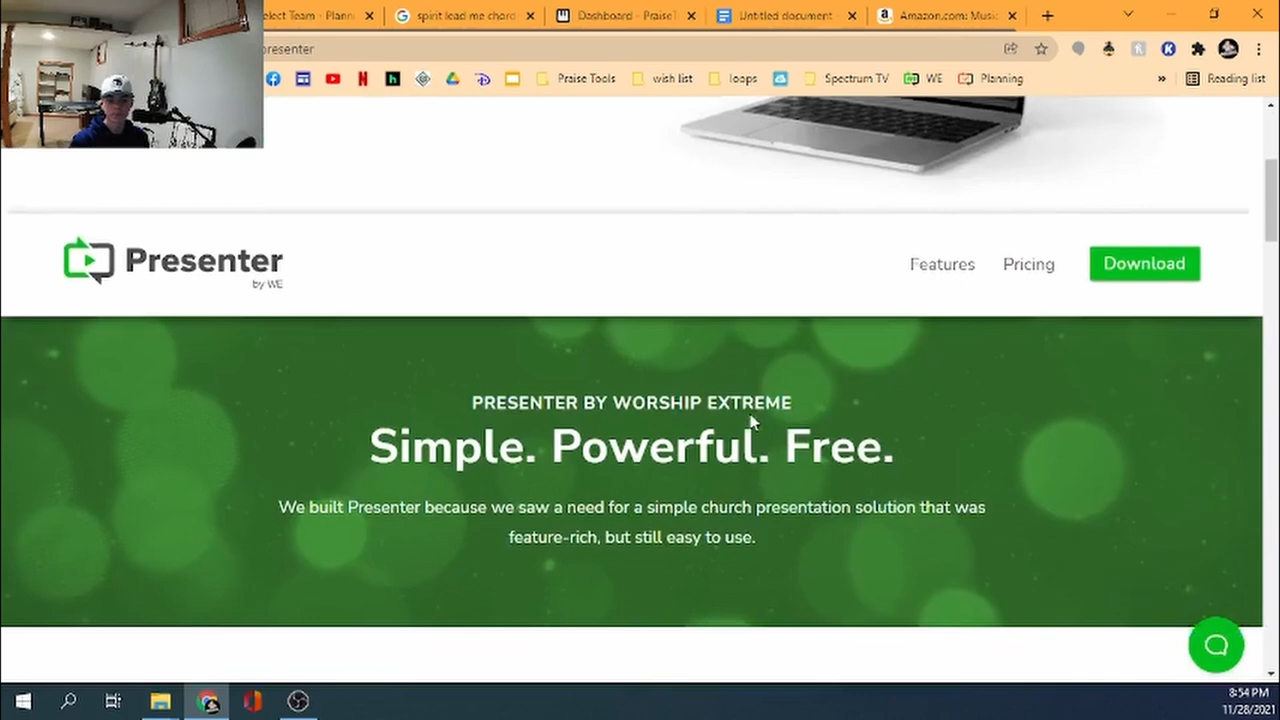 Select Team - Plann
spirit lead me chord
Dashboard - PraiseT
Untitled document
Amazon.com: Music
presenter
Praise Tools
wish list
loops
Spectrum TV
WE
Planning
»
Reading list
Presenter
by WE
Features
Pricing
Download
PRESENTER BY WORSHIP EXTREME
Simple. Powerful. Free.
We built Presenter because we saw a need for a simple church presentation solution that was
feature-rich, but still easy to use.
8:54 PM
11/28/2021